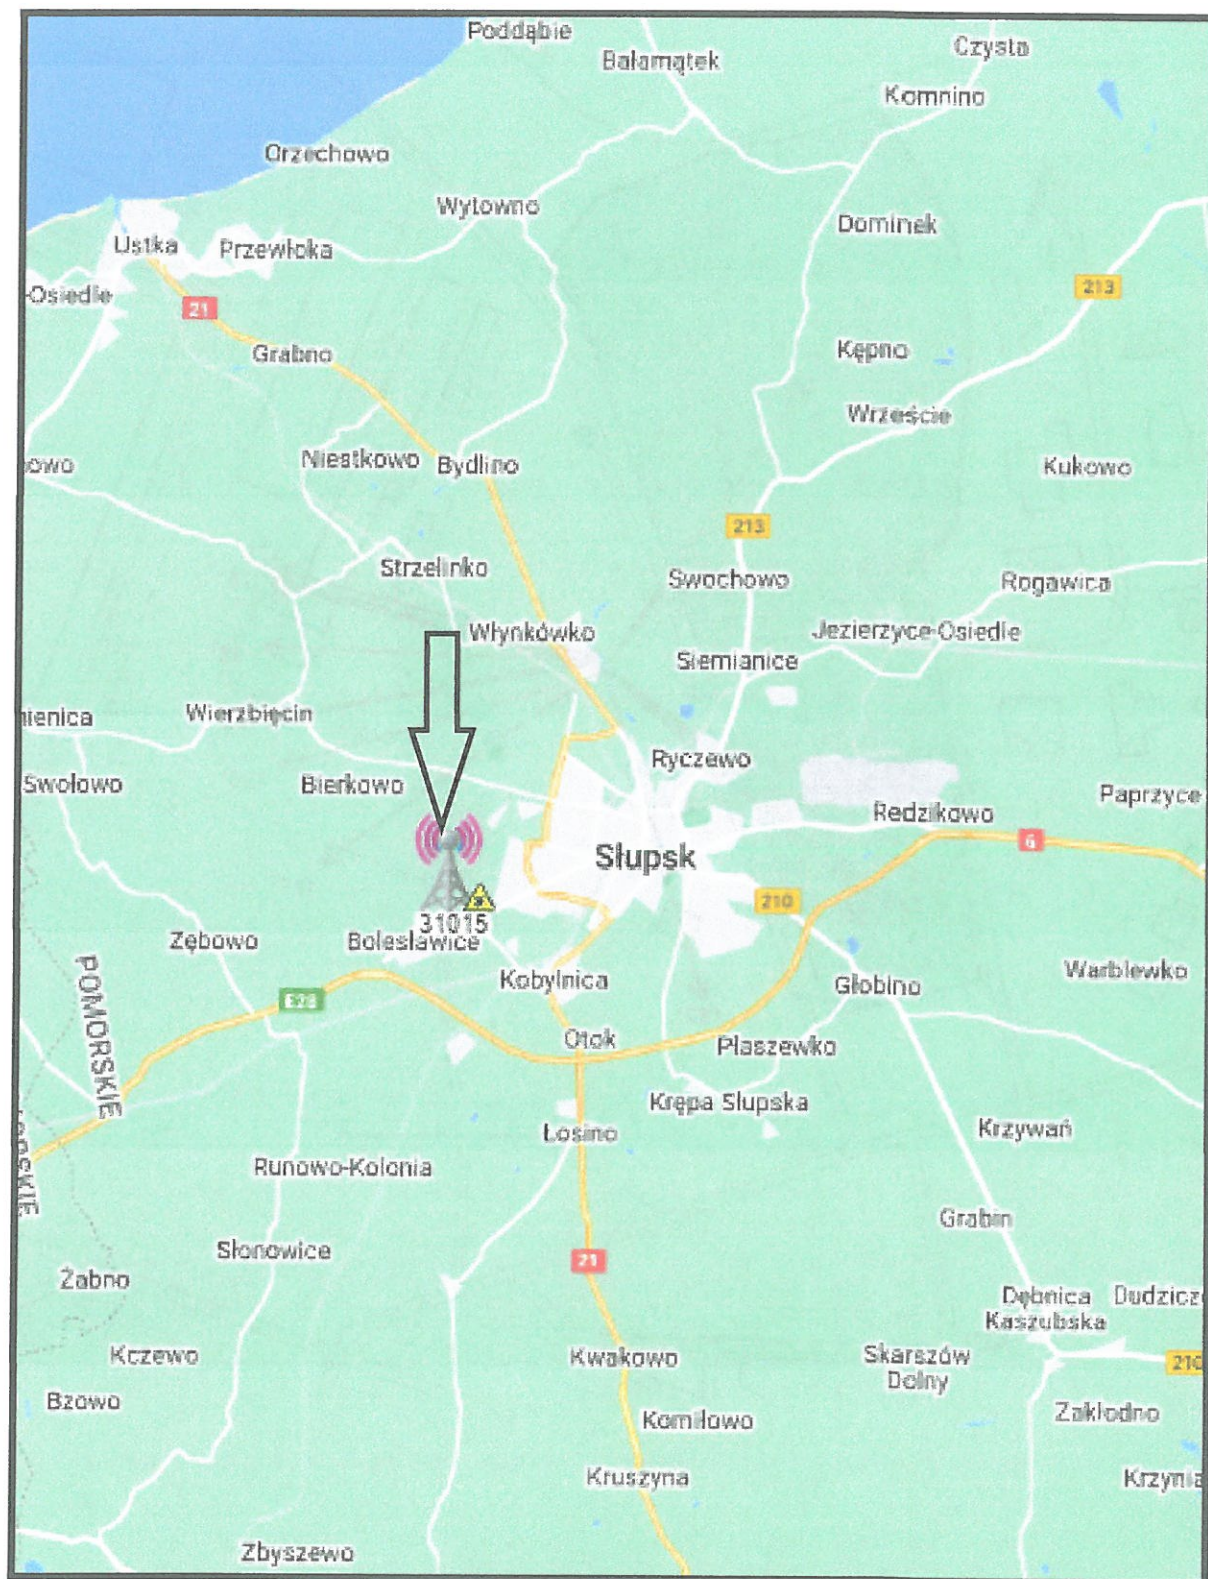 Poddąbie
Bałamątek
Czysta
Komnino
Orzechowo
Wytowno
Dominek
Ustka
Przewłoka
-Osiedle
21
213
Grabno
Kępno
Wrzeście
owo
Niestkowo
Bydlino
Kukowo
213
Strzelinko
Swochowo
Rogawica
Włynkówko
Jezierzyce-Osiedle
Siemianice
nienica
Wierzbięcin
Swołowo
Bierkowo
Ryczewo
Paprzyce
Redzikowo
6
Słupsk
210
31015
Zębowo
Bolesławice
Kobylnica
Głobino
Warblewko
POMORSKIE
E28
Otok
Płaszewko
Krępa Słupska
Łosino
Krzywań
Runowo-Kolonia
Grabin
Słonowice
21
Żabno
Dębnica
Kaszubska
Dudzicz
Kczewo
Kwakowo
Skarszów
Dolny
210
Bzowo
Komiłowo
Zakłodno
Kruszyna
Krzynia
Zbyszewo